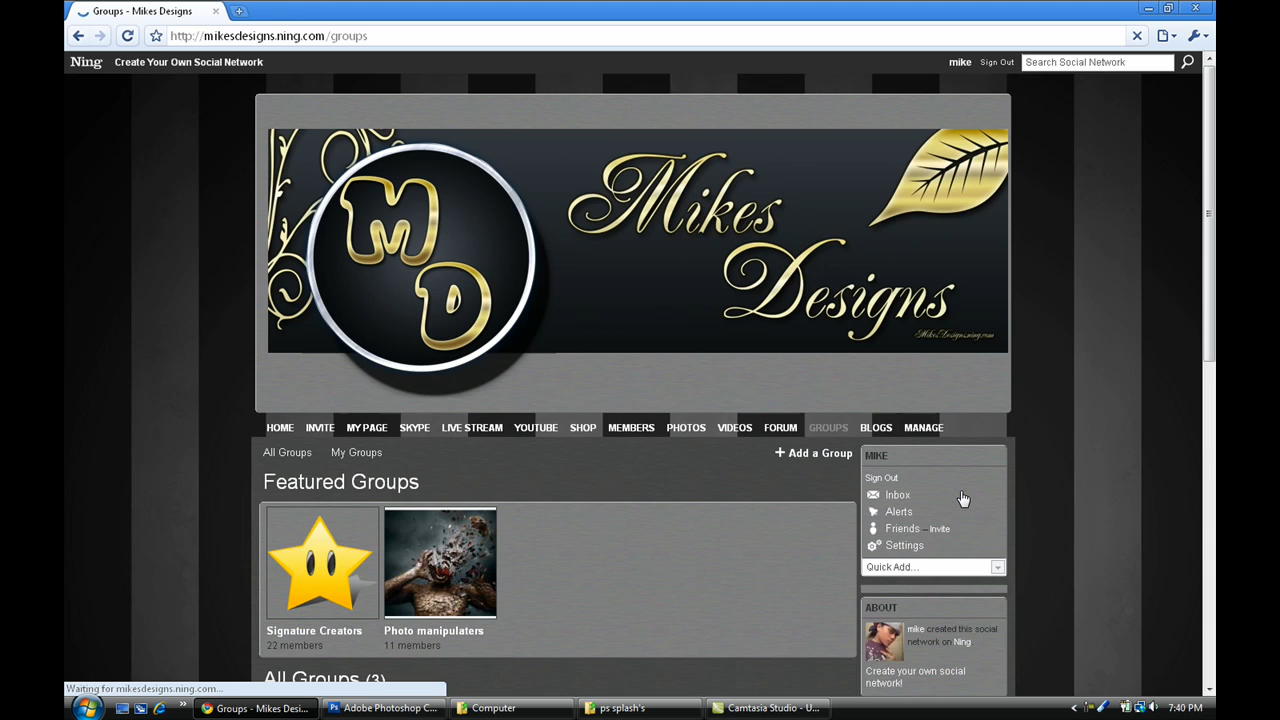 Groups - Mikes Designs
http://mikesdesigns.ning.com/groups
Ning Create Your Own Social Network
mike Sign Out Search Social Network
M
D
Mikes
Designs
MikesDesigns.ning.com
HOME INVITE MY PAGE SKYPE LIVE STREAM YOUTUBE SHOP MEMBERS PHOTOS VIDEOS FORUM GROUPS BLOGS MANAGE
All Groups My Groups
+ Add a Group
Featured Groups
Signature Creators
22 members
Photo manipulaters
11 members
All Groups (3)
MIKE
Sign Out
Inbox
Alerts
Friends – Invite
Settings
Quick Add...
ABOUT
mike created this social
network on Ning
Create your own social
network!
Waiting for mikesdesigns.ning.com...
Groups - Mikes Desi...
Adobe Photoshop C...
Computer
ps splash's
Camtasia Studio - U...
7:40 PM